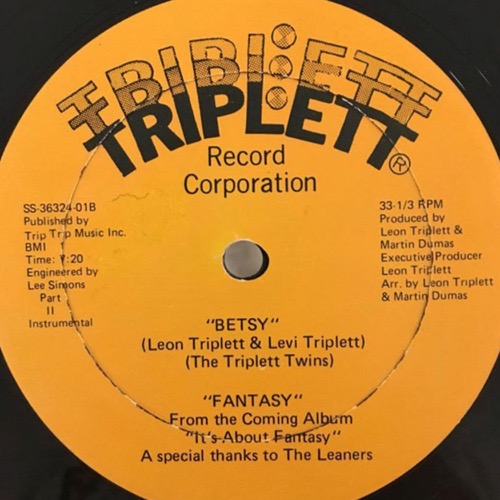 TRIPLETT®
Record
Corporation
SS-36324-01B
Published by
Trip Trip Music Inc.
BMI
Time: 7:20
Engineered by
Lee Simons
Part
II
Instrumental
33-1/3 RPM
Produced by
Leon Triplett &
Martin Dumas
Executive Producer
Leon Triplett
Arr. by Leon Triplett
& Martin Dumas
"BETSY"
(Leon Triplett & Levi Triplett)
(The Triplett Twins)
"FANTASY"
From the Coming Album
"It's About Fantasy"
A special thanks to The Leaners